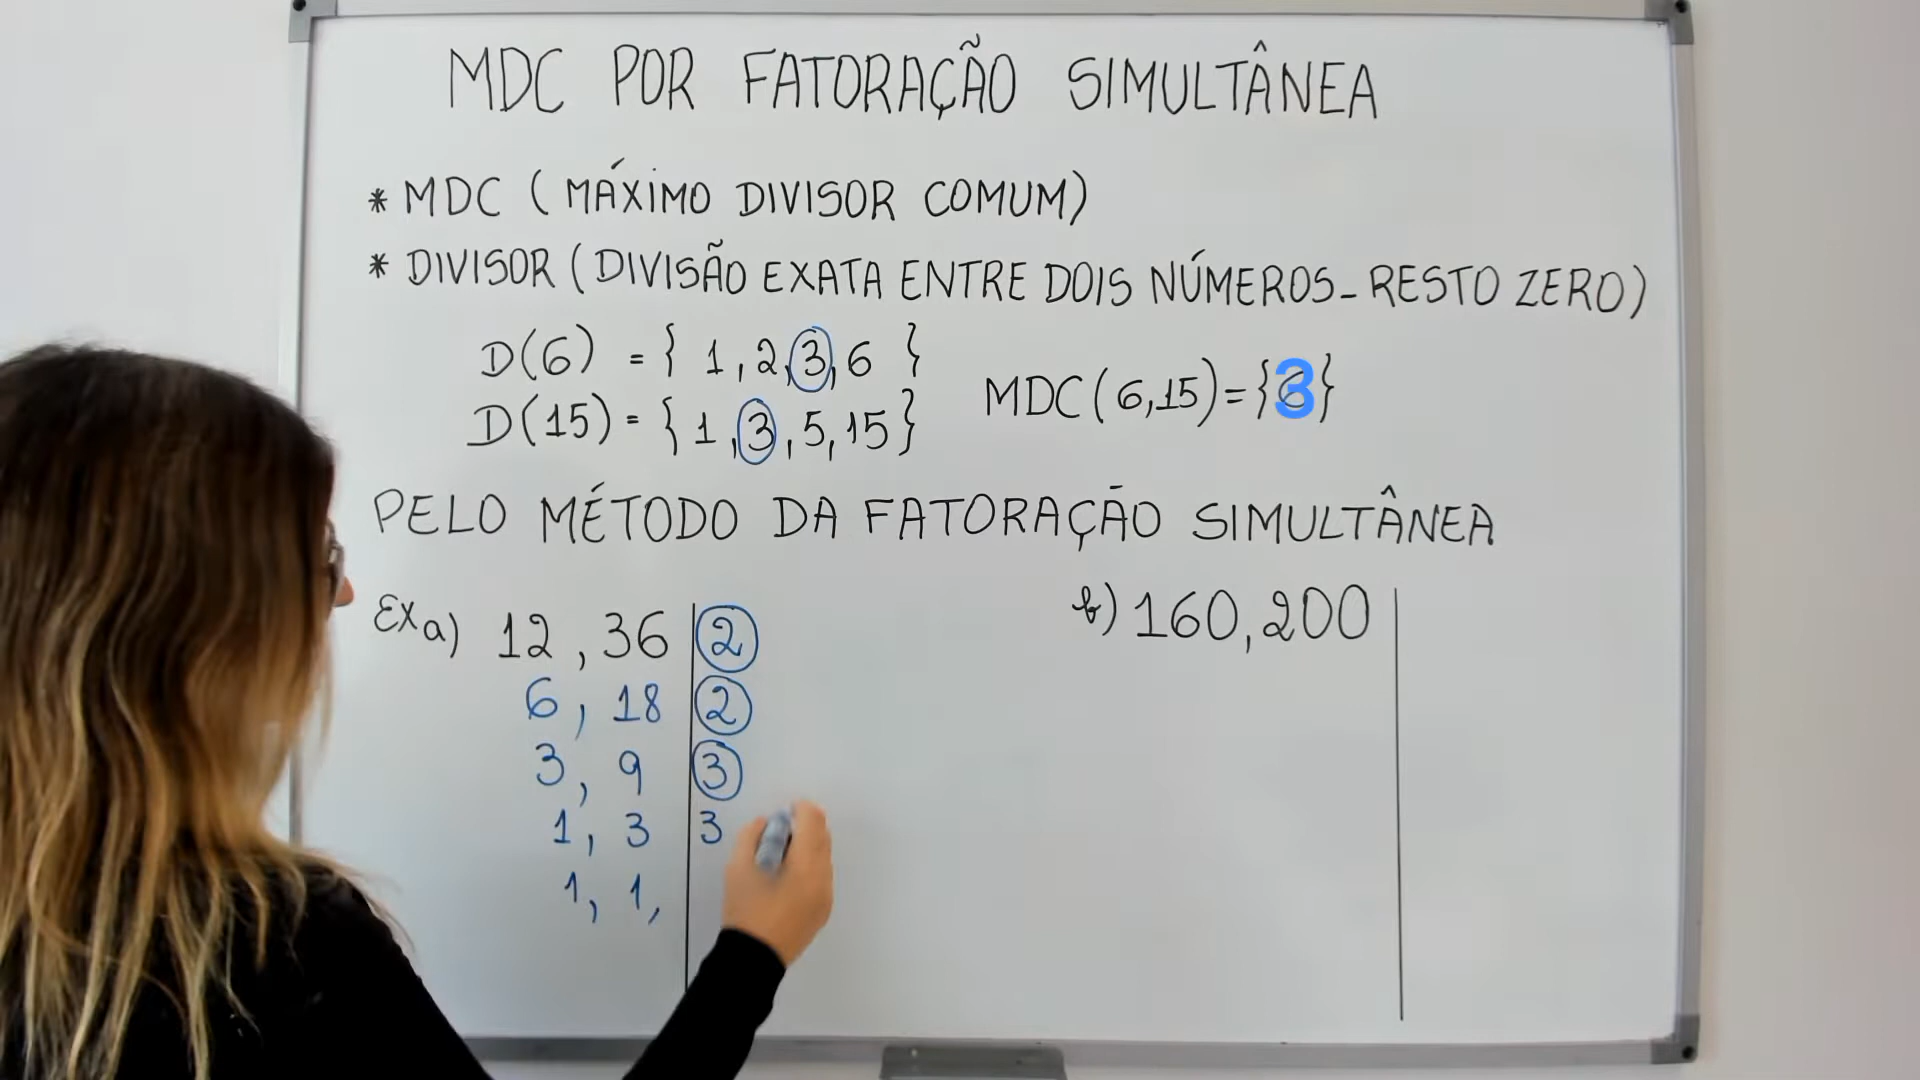 MDC POR FATORAÇÃO SIMULTÂNEA
* MDC ( MÁXIMO DIVISOR COMUM)
* DIVISOR ( DIVISÃO EXATA ENTRE DOIS NÚMEROS - RESTO ZERO)
D(6) = { 1, 2, 3, 6 }
D(15) = { 1, 3, 5, 15 }
MDC(6,15) = {3}
PELO MÉTODO DA FATORAÇÃO SIMULTÂNEA
Ex a) 12, 36 | 2
6, 18 | 2
3, 9 | 3
1, 3 | 3
1, 1,
b) 160, 200